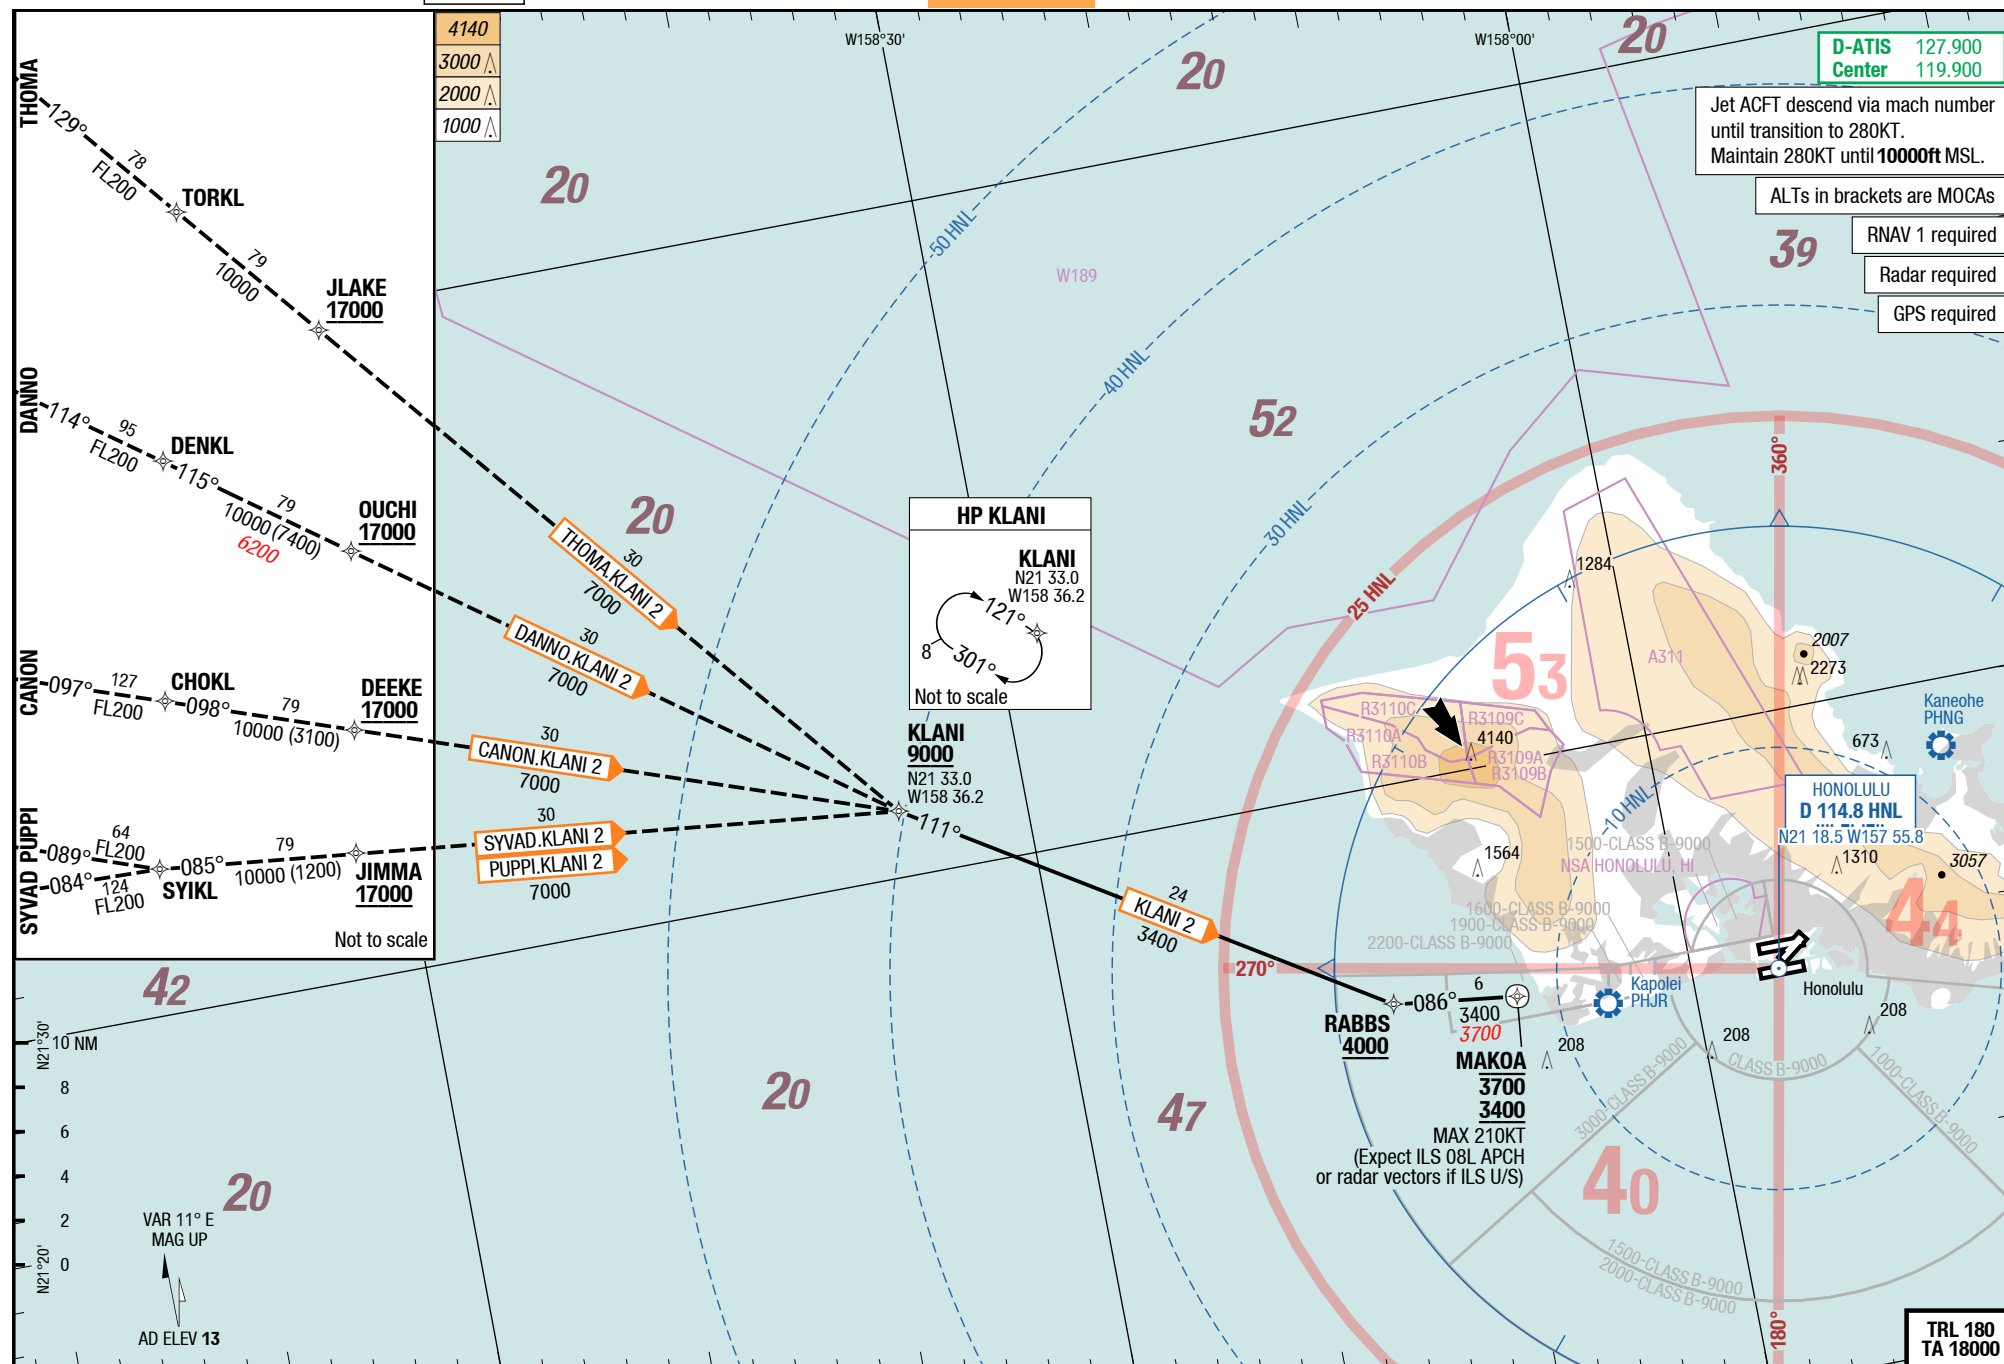 4140
3000
2000
1000
W158°30'
W158°00'
20
20
20
D-ATIS 127.900
Center 119.900
Jet ACFT descend via mach number
until transition to 280KT.
Maintain 280KT until 10000ft MSL.
ALTs in brackets are MOCAs
RNAV 1 required
Radar required
GPS required
39
THOMA
129°
78
FL200
TORKL
79
10000
JLAKE
17000
DANNO
114°
95
FL200
DENKL
115°
79
10000 (7400)
6200
OUCHI
17000
CANON
097°
127
FL200
CHOKL
098°
79
10000 (3100)
DEEKE
17000
SYVAD PUPPI
089°
64
FL200
084°
124
FL200
SYIKL
085°
79
10000 (1200)
JIMMA
17000
Not to scale
50 HNL
40 HNL
30 HNL
25 HNL
10 HNL
W189
52
20
30
THOMA.KLANI 2
7000
30
DANNO.KLANI 2
7000
30
CANON.KLANI 2
7000
30
SYVAD.KLANI 2
PUPPI.KLANI 2
7000
HP KLANI
KLANI
N21 33.0
W158 36.2
121°
301°
8
Not to scale
KLANI
9000
N21 33.0
W158 36.2
111°
24
KLANI 2
3400
360°
270°
180°
1284
53
A311
2007
2273
R3110C
R3110A
R3110B
R3109C
R3109A
R3109B
4140
Kaneohe
PHNG
673
HONOLULU
D 114.8 HNL
N21 18.5 W157 55.8
1500-CLASS B-9000
NSA HONOLULU, HI
1564
1310
3057
44
1600-CLASS B-9000
1900-CLASS B-9000
2200-CLASS B-9000
Kapolei
PHJR
Honolulu
RABBS
4000
086°
6
3400
3700
MAKOA
3700
3400
MAX 210KT
(Expect ILS 08L APCH
or radar vectors if ILS U/S)
208
208
208
CLASS B-9000
3000-CLASS B-9000
1000-CLASS B-9000
1500-CLASS B-9000
2000-CLASS B-9000
40
47
20
42
20
N21°30'
10 NM
8
6
4
2
0
N21°20'
VAR 11° E
MAG UP
AD ELEV 13
TRL 180
TA 18000